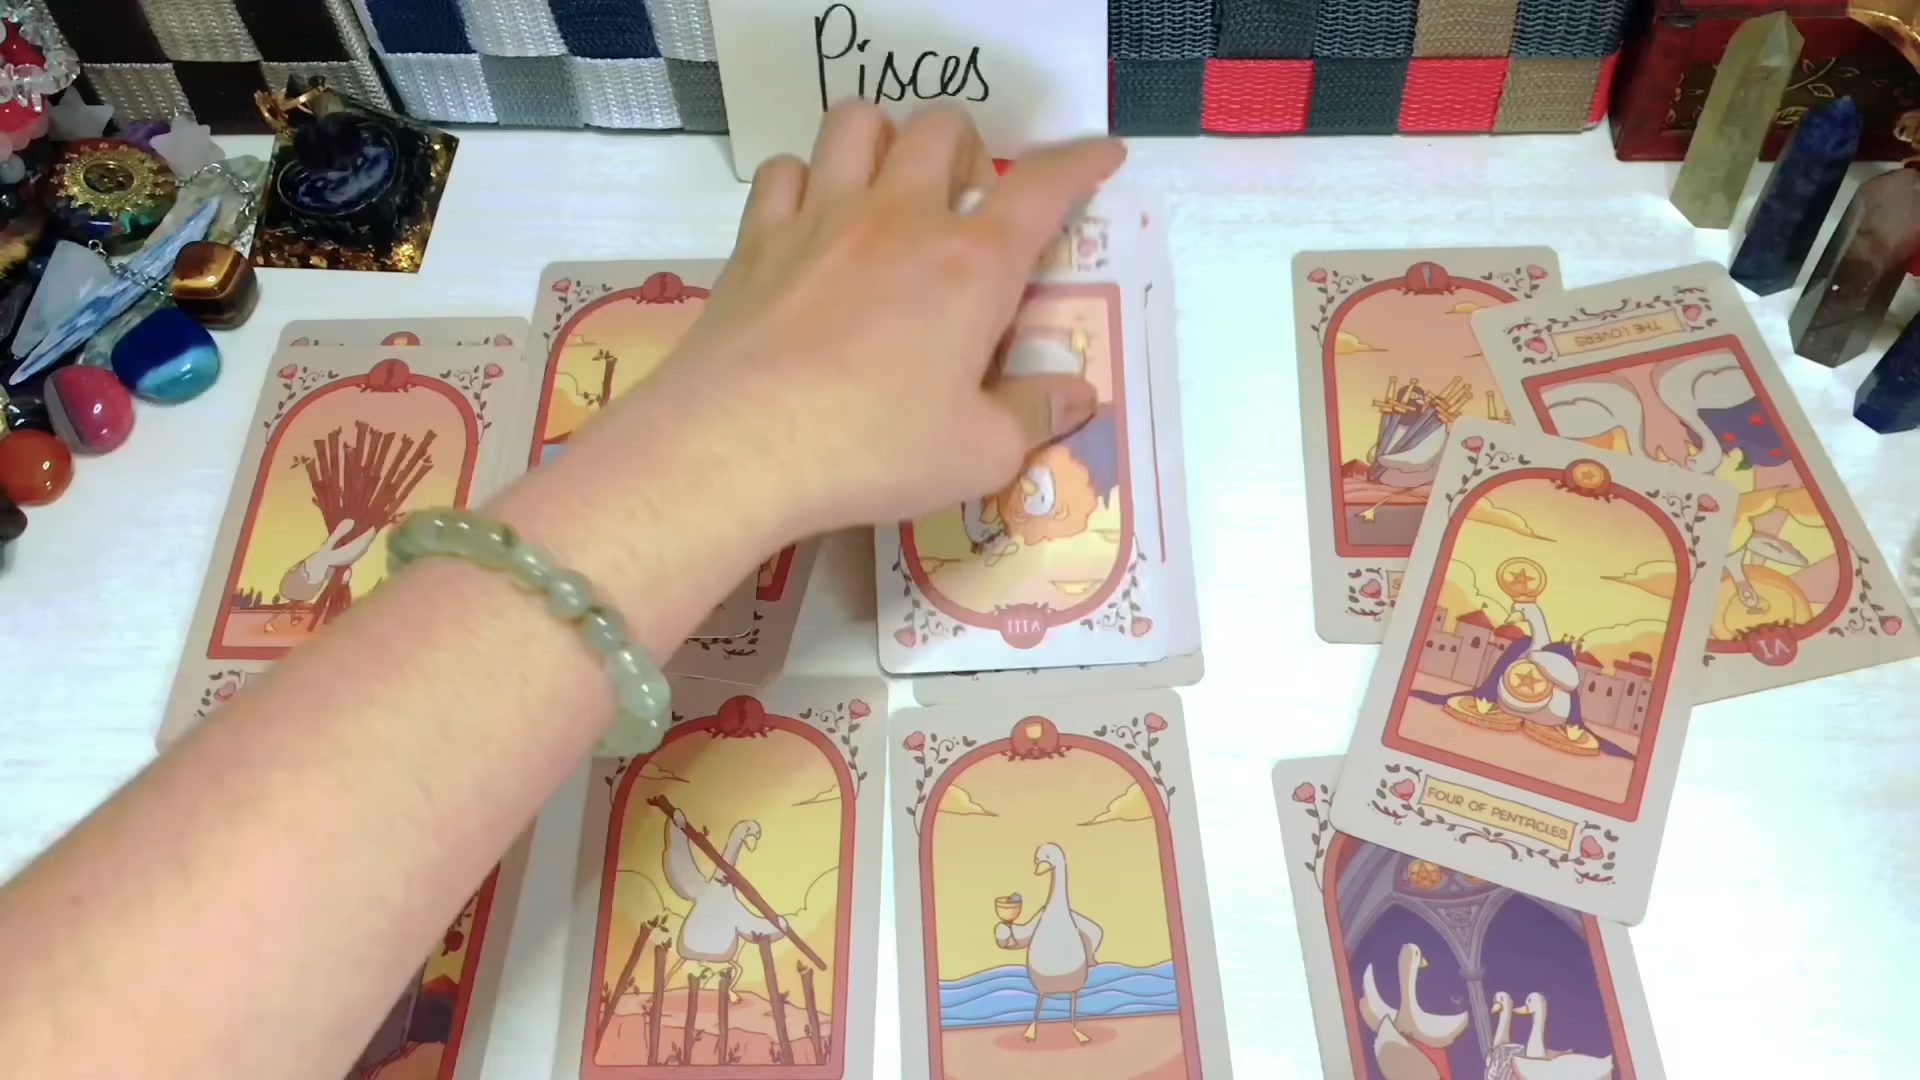 Pisces
THE LOVERS
VIII
VI
FOUR OF PENTACLES